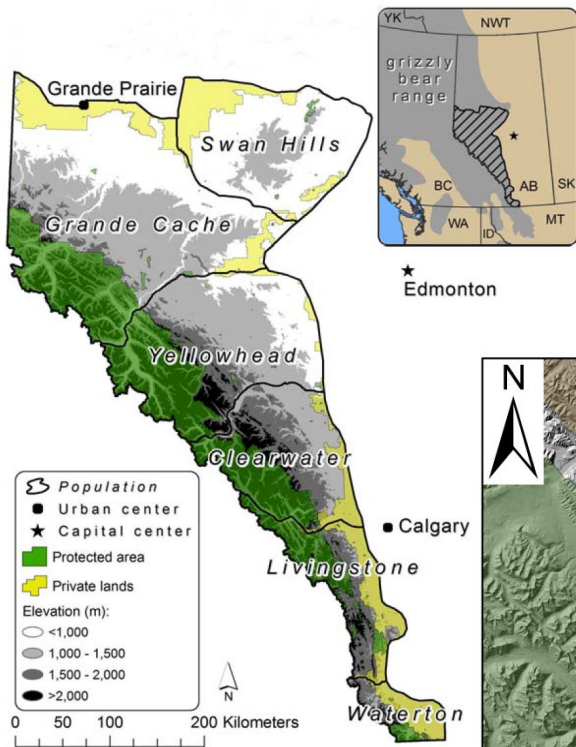 YK
NWT
grizzly
bear
range
BC
AB
SK
WA
ID
MT
Grande Prairie
Swan Hills
Grande Cache
Edmonton
Yellowhead
N
Clearwater
Calgary
Livingstone
Population
Urban center
Capital center
Protected area
Private lands
Elevation (m):
<1,000
1,000 - 1,500
1,500 - 2,000
>2,000
N
Waterton
0 50 100 200 Kilometers